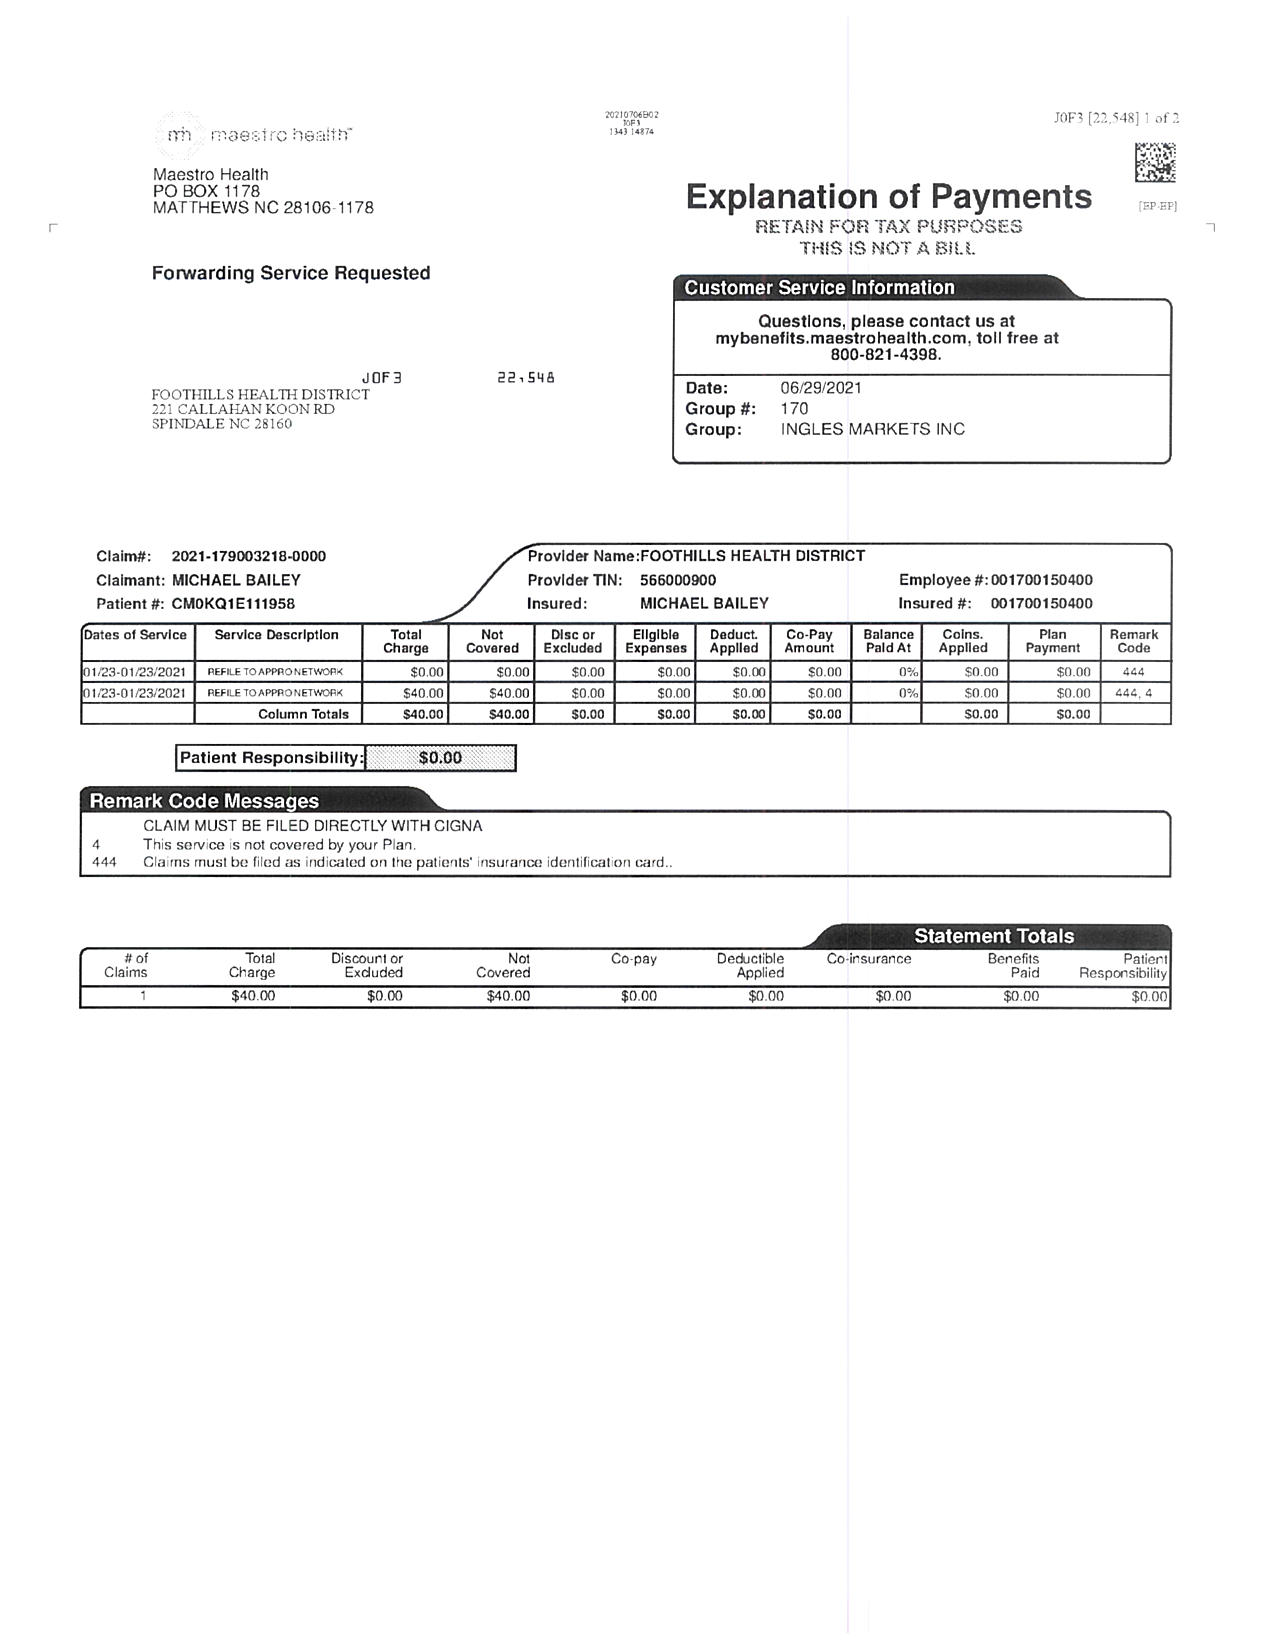 20210706B02
J0F3
1343 14874
J0F3 [22,548] 1 of 2
mh maestro health
Maestro Health
PO BOX 1178
MATTHEWS NC 28106-1178
Explanation of Payments
[EP-EP]
RETAIN FOR TAX PURPOSES
THIS IS NOT A BILL
Forwarding Service Requested
Customer Service Information
Questions, please contact us at
mybenefits.maestrohealth.com, toll free at
800-821-4398.
Date: 06/29/2021
Group #: 170
Group: INGLES MARKETS INC
J0F3 22,548
FOOTHILLS HEALTH DISTRICT
221 CALLAHAN KOON RD
SPINDALE NC 28160
Claim#: 2021-179003218-0000 Provider Name:FOOTHILLS HEALTH DISTRICT
Claimant: MICHAEL BAILEY Provider TIN: 566000900 Employee #: 001700150400
Patient #: CM0KQ1E111958 Insured: MICHAEL BAILEY Insured #: 001700150400
Dates of Service Service Description Total Charge Not Covered Disc or Excluded Eligible Expenses Deduct. Applied Co-Pay Amount Balance Paid At Coins. Applied Plan Payment Remark Code
01/23-01/23/2021 REFILE TO APPRO NETWORK $0.00 $0.00 $0.00 $0.00 $0.00 $0.00 0% $0.00 $0.00 444
01/23-01/23/2021 REFILE TO APPRO NETWORK $40.00 $40.00 $0.00 $0.00 $0.00 $0.00 0% $0.00 $0.00 444, 4
Column Totals $40.00 $40.00 $0.00 $0.00 $0.00 $0.00 $0.00 $0.00
Patient Responsibility: $0.00
Remark Code Messages
CLAIM MUST BE FILED DIRECTLY WITH CIGNA
4 This service is not covered by your Plan.
444 Claims must be filed as indicated on the patients' insurance identification card..
Statement Totals
# of Claims Total Charge Discount or Excluded Not Covered Co-pay Deductible Applied Co-insurance Benefits Paid Patient Responsibility
1 $40.00 $0.00 $40.00 $0.00 $0.00 $0.00 $0.00 $0.00